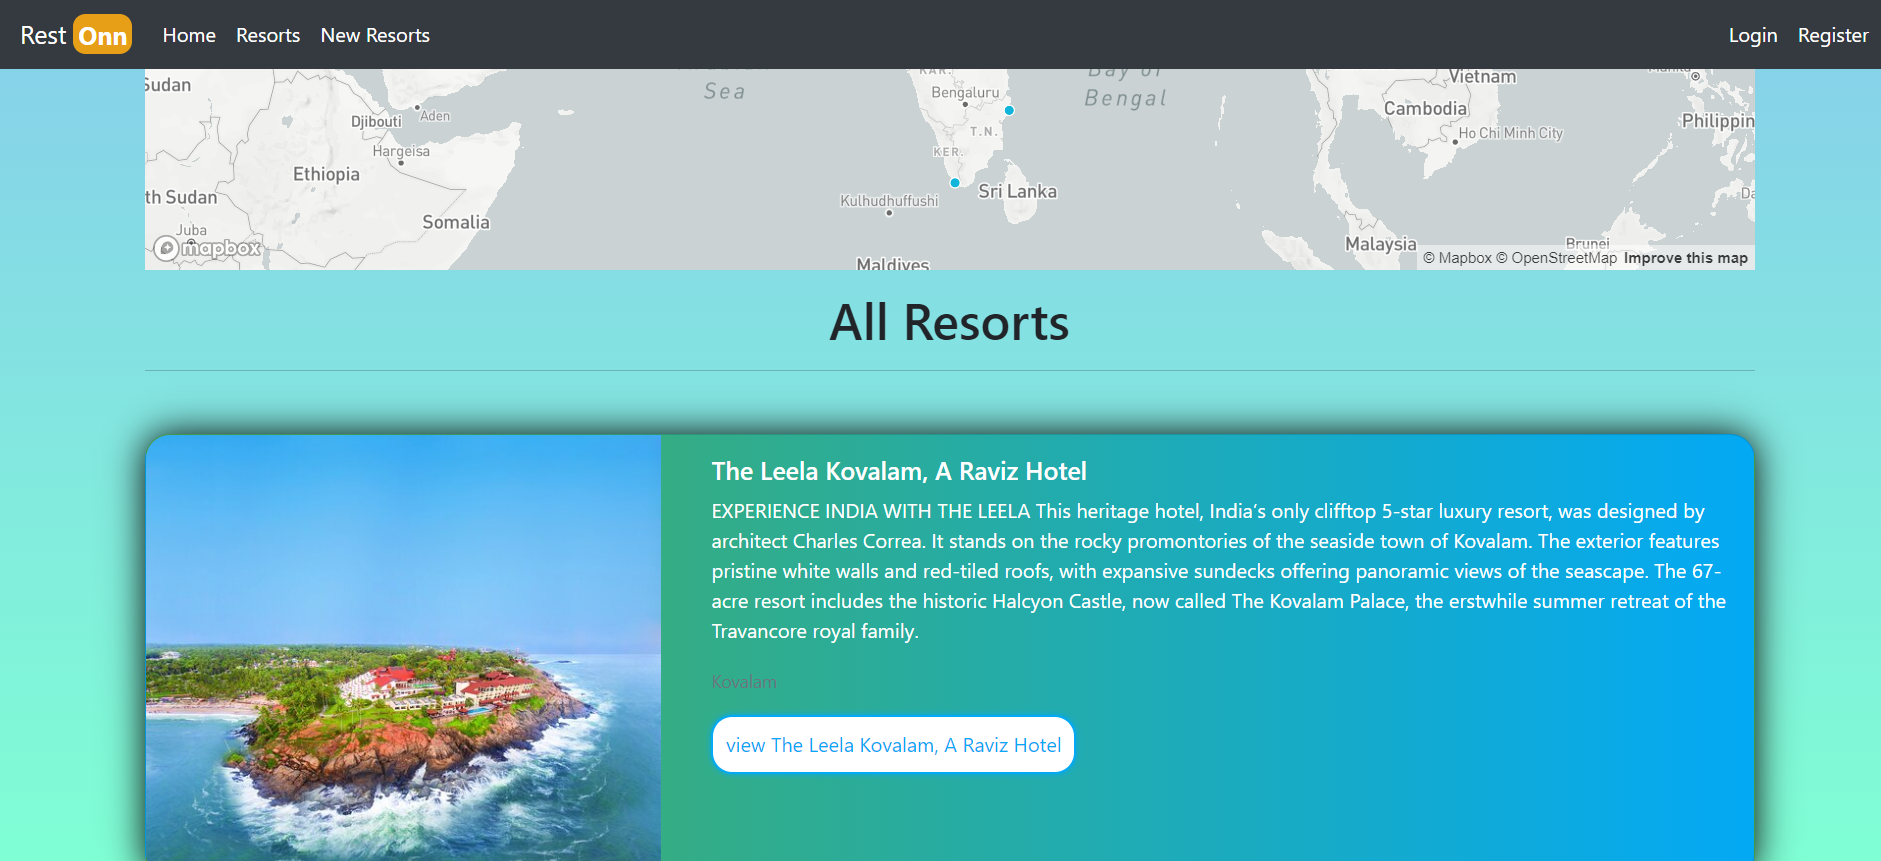 Rest Onn Home Resorts New Resorts Login Register
Sudan
Sea
KAR.
Bay of
Bengal
Bengaluru
Vietnam
Manila
Djibouti
Aden
Cambodia
Philippin
T.N.
Ho Chi Minh City
Hargeisa
KER.
Ethiopia
Sri Lanka
Da
th Sudan
Kulhudhuffushi
Somalia
Juba
Malaysia
Brunei
mapbox
Maldives
© Mapbox © OpenStreetMap Improve this map
All Resorts
The Leela Kovalam, A Raviz Hotel
EXPERIENCE INDIA WITH THE LEELA This heritage hotel, India’s only clifftop 5-star luxury resort, was designed by
architect Charles Correa. It stands on the rocky promontories of the seaside town of Kovalam. The exterior features
pristine white walls and red-tiled roofs, with expansive sundecks offering panoramic views of the seascape. The 67-
acre resort includes the historic Halcyon Castle, now called The Kovalam Palace, the erstwhile summer retreat of the
Travancore royal family.
Kovalam
view The Leela Kovalam, A Raviz Hotel